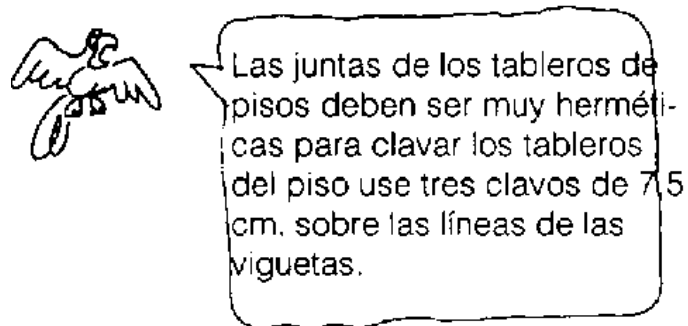 Las juntas de los tableros de
pisos deben ser muy herméti-
cas para clavar los tableros
del piso use tres clavos de 7.5
cm. sobre las líneas de las
viguetas.